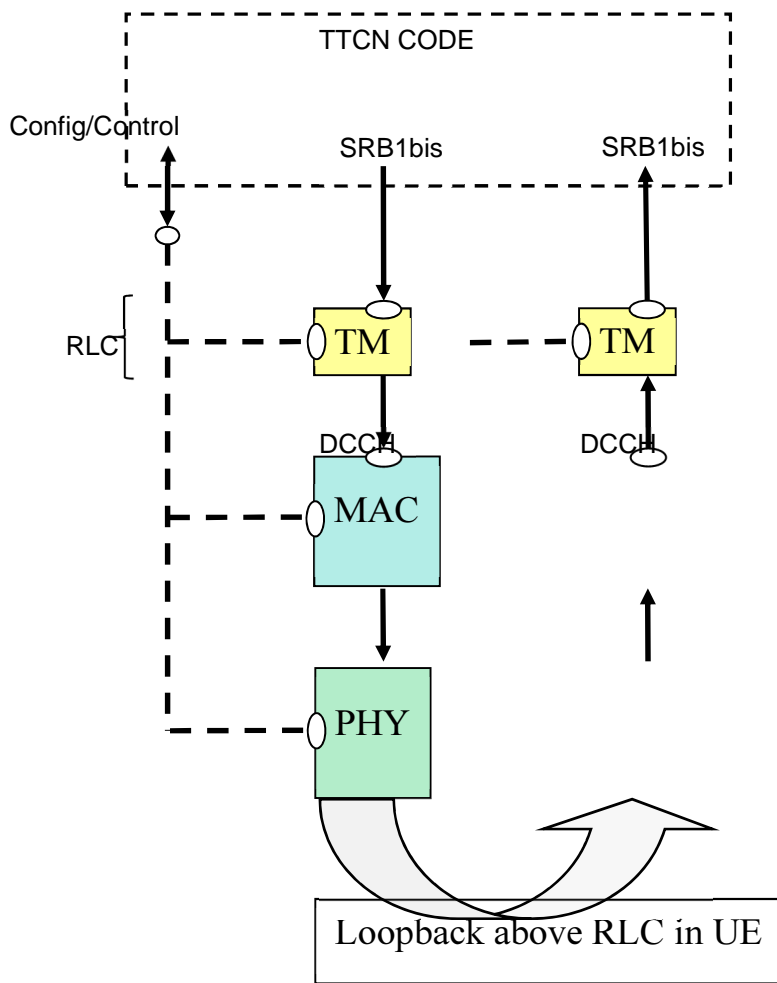 TTCN CODE
Config/Control
SRB1bis
SRB1bis
RLC
TM
TM
DCCH
DCCH
MAC
PHY
Loopback above RLC in UE